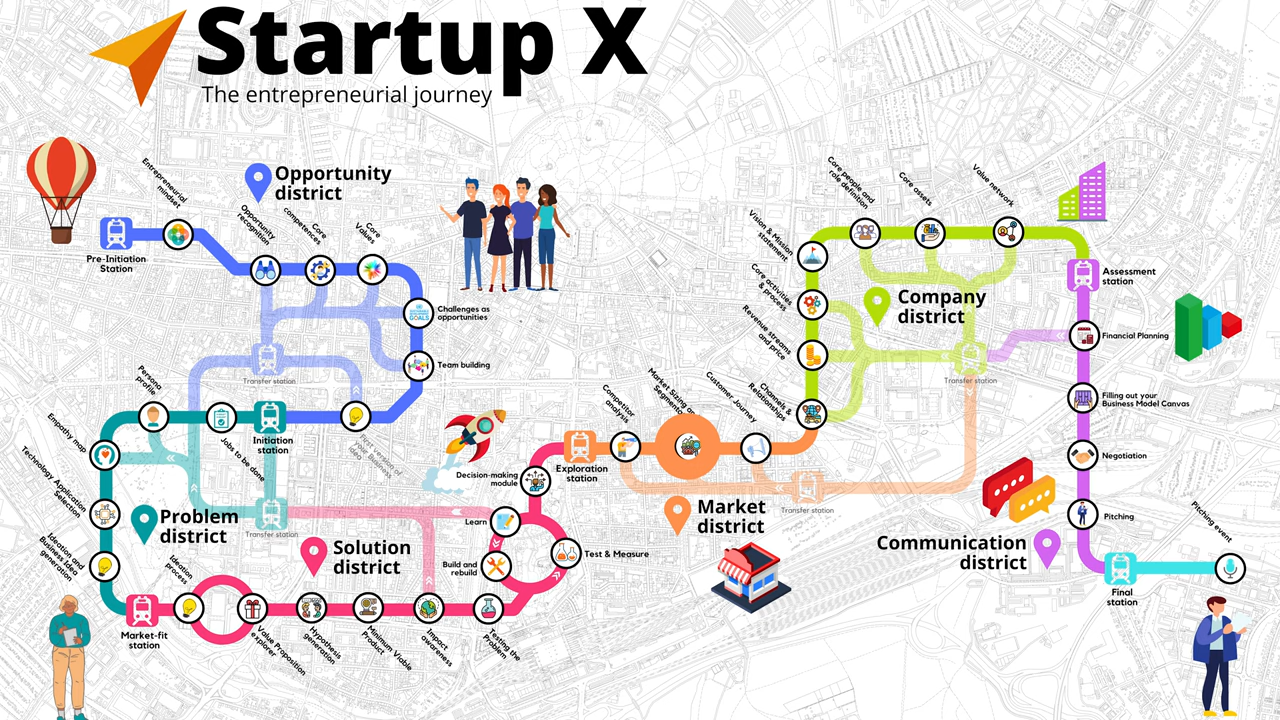 Startup X
The entrepreneurial journey
Opportunity
district
Pre-Initiation
Station
Entrepreneurial
mindset
Opportunity
recognition
Core
competences
Core
Values
GOALS
Challenges as
opportunities
Team building
Transfer station
Initiation
station
Jobs to be done
Persona
profile
Empathy map
Technology Application
Selection
Ideation and
Business Idea
generation
Problem
district
Transfer station
Market-fit
station
Ideation
process
Value Proposition
explorer
Hypothesis
generation
Minimum Viable
Product
Impact
awareness
Testing the
Problem
Solution
district
Test & Measure
Build and
rebuild
Learn
Decision-making
module
Exploration
station
Competitor
analysis
Market Sizing
Customer Journey
Channels &
Relationships
Market
district
Transfer station
Revenue streams
and price
Core activities
& process
Vision & Mission
statement
Core people and
role definition
Core assets
Value network
Company
district
Transfer station
Assessment
station
Financial Planning
Filling out your
Business Model Canvas
Negotiation
Pitching
Communication
district
Final
station
Pitching event